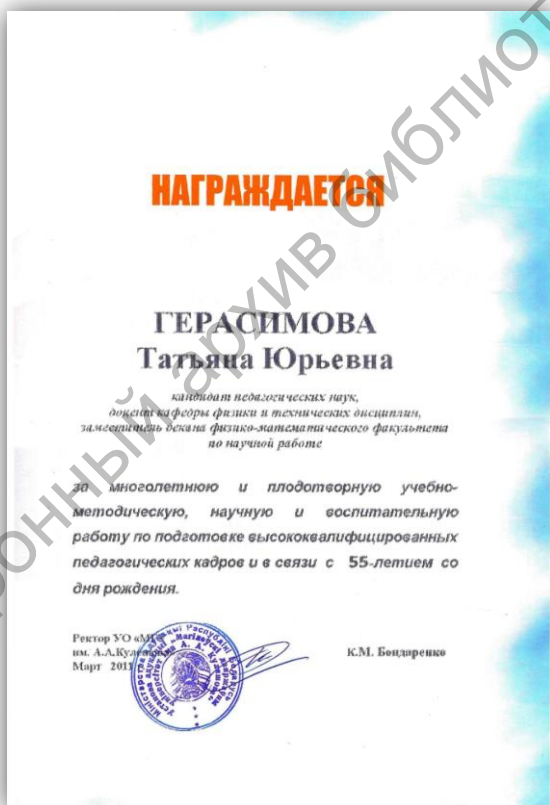 НАГРАЖДАЕТСЯ
ГЕРАСИМОВА
Татьяна Юрьевна
кандидат педагогических наук,
доцент кафедры физики и технических дисциплин,
заместитель декана физико-математического факультета
по научной работе
за многолетнюю и плодотворную учебно-
методическую, научную и воспитательную
работу по подготовке высококвалифицированных
педагогических кадров и в связи с 55-летием со
дня рождения.
Ректор УО «МГ
им. А.А.Кулешова
Март 2011
К.М. Бондаренко
архив